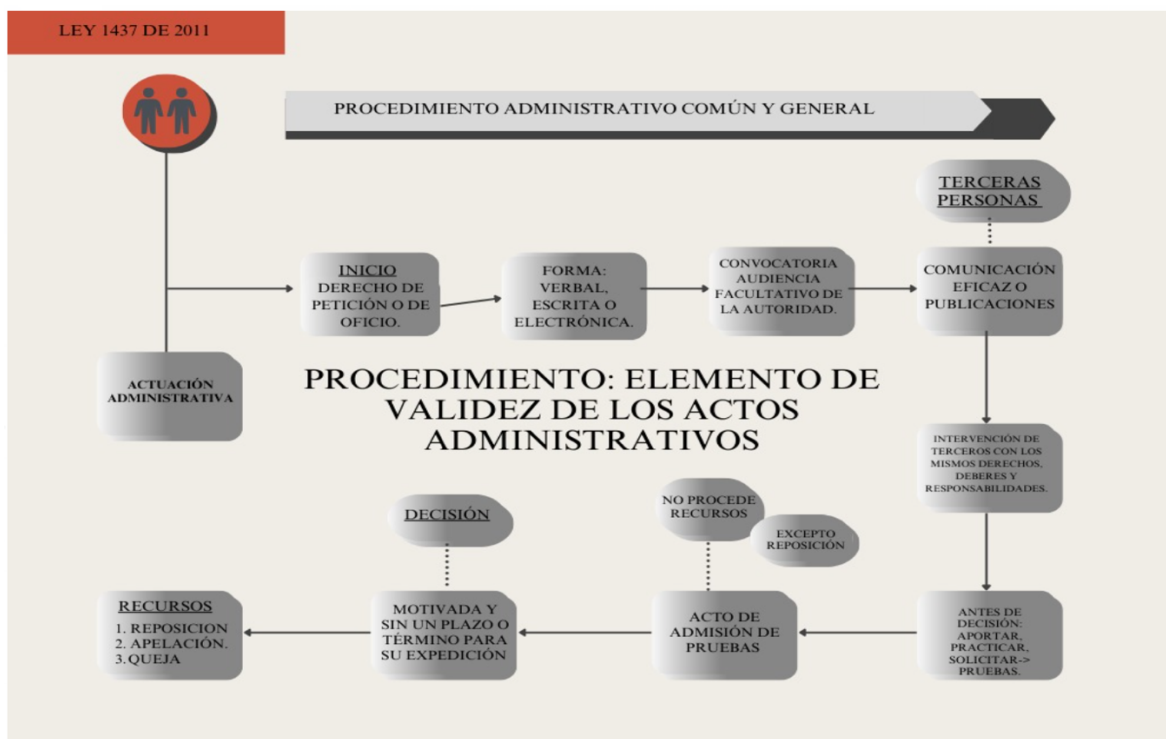 LEY 1437 DE 2011
PROCEDIMIENTO ADMINISTRATIVO COMÚN Y GENERAL
TERCERAS
PERSONAS
INICIO
DERECHO DE
PETICIÓN O DE
OFICIO.
FORMA:
VERBAL,
ESCRITA O
ELECTRÓNICA.
CONVOCATORIA
AUDIENCIA
FACULTATIVO DE
LA AUTORIDAD.
COMUNICACIÓN
EFICAZ O
PUBLICACIONES
ACTUACIÓN
ADMINISTRATIVA
PROCEDIMIENTO: ELEMENTO DE
VALIDEZ DE LOS ACTOS
ADMINISTRATIVOS
INTERVENCIÓN DE
TERCEROS CON LOS
MISMOS DERECHOS,
DEBERES Y
RESPONSABILIDADES.
DECISIÓN
NO PROCEDE
RECURSOS
EXCEPTO
REPOSICIÓN
RECURSOS
1. REPOSICION
2. APELACIÓN.
3. QUEJA
MOTIVADA Y
SIN UN PLAZO O
TÉRMINO PARA
SU EXPEDICIÓN
ACTO DE
ADMISIÓN DE
PRUEBAS
ANTES DE
DECISIÓN:
APORTAR,
PRACTICAR,
SOLICITAR->
PRUEBAS.